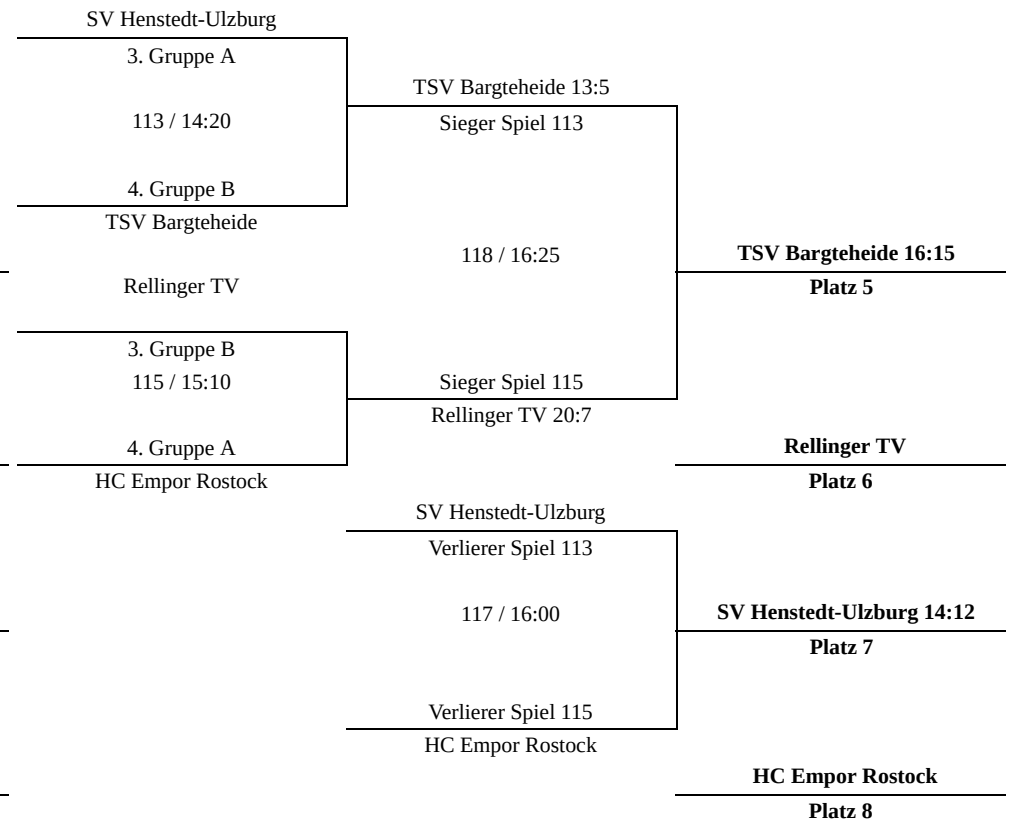 SV Henstedt-Ulzburg
3. Gruppe A
TSV Bargteheide 13:5
113 / 14:20
Sieger Spiel 113
4. Gruppe B
TSV Bargteheide
118 / 16:25
TSV Bargteheide 16:15
Rellinger TV
Platz 5
3. Gruppe B
115 / 15:10
Sieger Spiel 115
Rellinger TV 20:7
4. Gruppe A
Rellinger TV
HC Empor Rostock
Platz 6
SV Henstedt-Ulzburg
Verlierer Spiel 113
117 / 16:00
SV Henstedt-Ulzburg 14:12
Platz 7
Verlierer Spiel 115
HC Empor Rostock
HC Empor Rostock
Platz 8